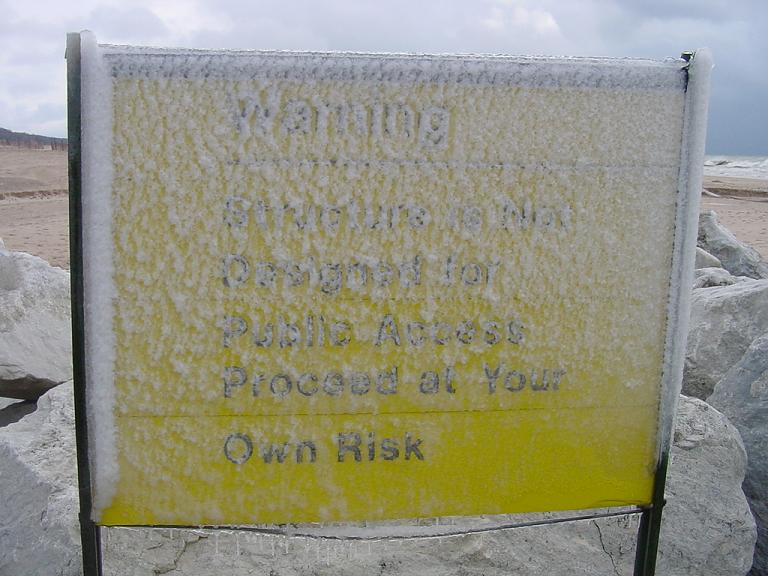 Warning
Structure is Not
Designed for
Public Access
Proceed at Your
Own Risk